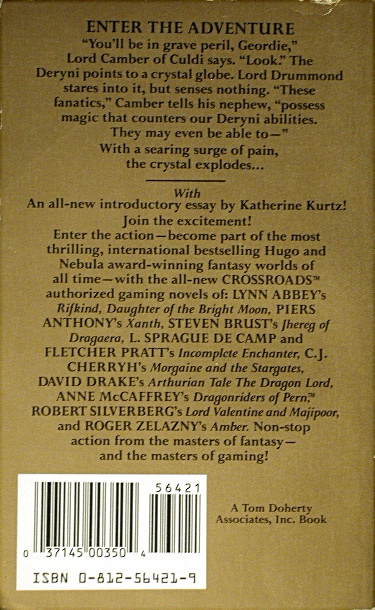 ENTER THE ADVENTURE
"You'll be in grave peril, Geordie,"
Lord Camber of Culdi says. "Look." The
Deryni points to a crystal globe. Lord Drummond
stares into it, but senses nothing. "These
fanatics," Camber tells his nephew, "possess
magic that counters our Deryni abilities.
They may even be able to—"
With a searing surge of pain,
the crystal explodes...
With
An all-new introductory essay by Katherine Kurtz!
Join the excitement!
Enter the action—become part of the most
thrilling, international bestselling Hugo and
Nebula award-winning fantasy worlds of
all time—with the all-new CROSSROADS™
authorized gaming novels of: LYNN ABBEY's
Rifkind, Daughter of the Bright Moon, PIERS
ANTHONY's Xanth, STEVEN BRUST's Jhereg of
Dragaera, L. SPRAGUE DE CAMP and
FLETCHER PRATT's Incomplete Enchanter, C.J.
CHERRYH's Morgaine and the Stargates,
DAVID DRAKE's Arthurian Tale The Dragon Lord,
ANNE McCAFFREY's Dragonriders of Pern,™
ROBERT SILVERBERG's Lord Valentine and Majipoor,
and ROGER ZELAZNY's Amber. Non-stop
action from the masters of fantasy—
and the masters of gaming!
56421
0 37145 00350 4
ISBN 0-812-56421-9
A Tom Doherty
Associates, Inc. Book